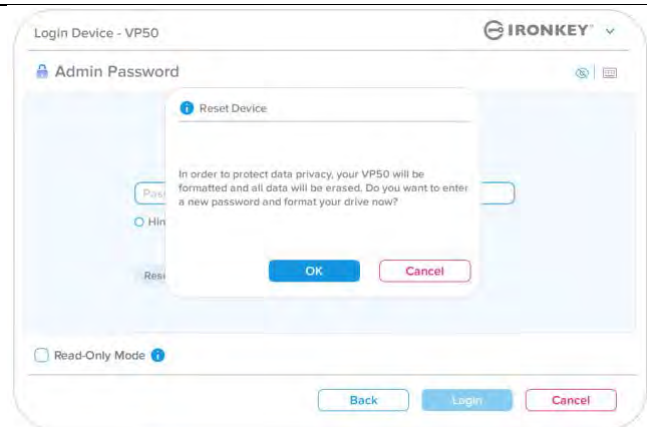 Login Device - VP50
IRONKEY
Admin Password
Reset Device
In order to protect data privacy, your VP50 will be
formatted and all data will be erased. Do you want to enter
a new password and format your drive now?
OK Cancel
Read-Only Mode
Back Login Cancel